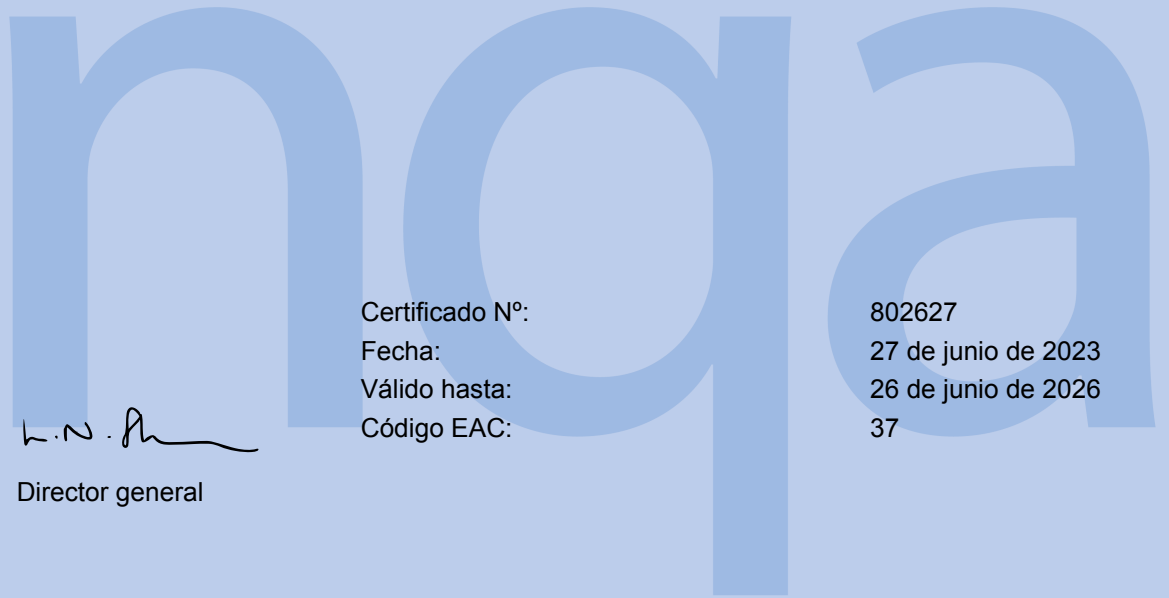 nqa
Certificado Nº: 802627
Fecha: 27 de junio de 2023
Válido hasta: 26 de junio de 2026
Código EAC: 37
L.N.
Director general